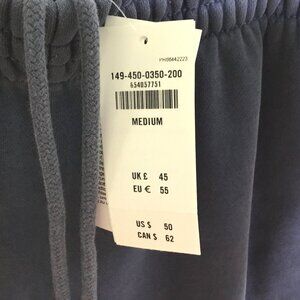 149-450-0350-200
654057751
MEDIUM
UK £ 45
EU € 55
US $ 50
CAN $ 62